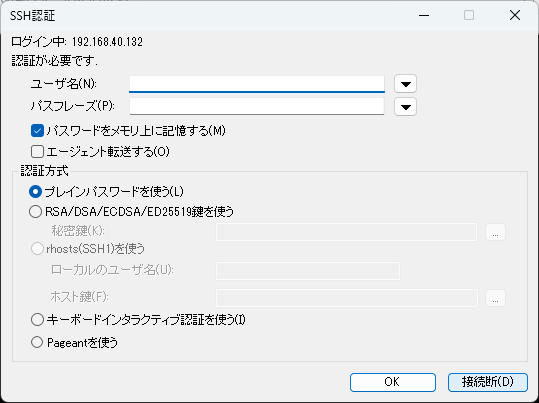 SSH認証
ログイン中: 192.168.40.132
認証が必要です.
ユーザ名(N):
パスフレーズ(P):
パスワードをメモリ上に記憶する(M)
エージェント転送する(O)
認証方式
プレインパスワードを使う(L)
RSA/DSA/ECDSA/ED25519鍵を使う
秘密鍵(K):
...
rhosts(SSH1)を使う
ローカルのユーザ名(U):
ホスト鍵(F):
...
キーボードインタラクティブ認証を使う(I)
Pageantを使う
OK
接続断(D)